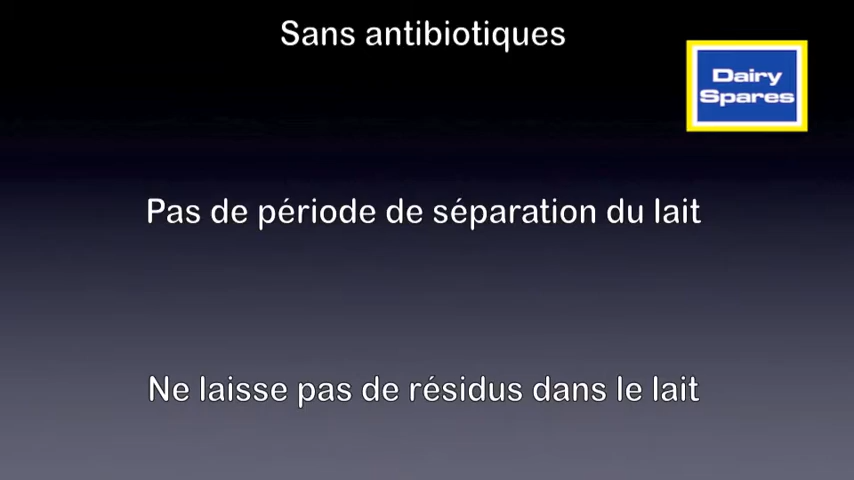 Sans antibiotiques
Dairy
Spares
Pas de période de séparation du lait
Ne laisse pas de résidus dans le lait